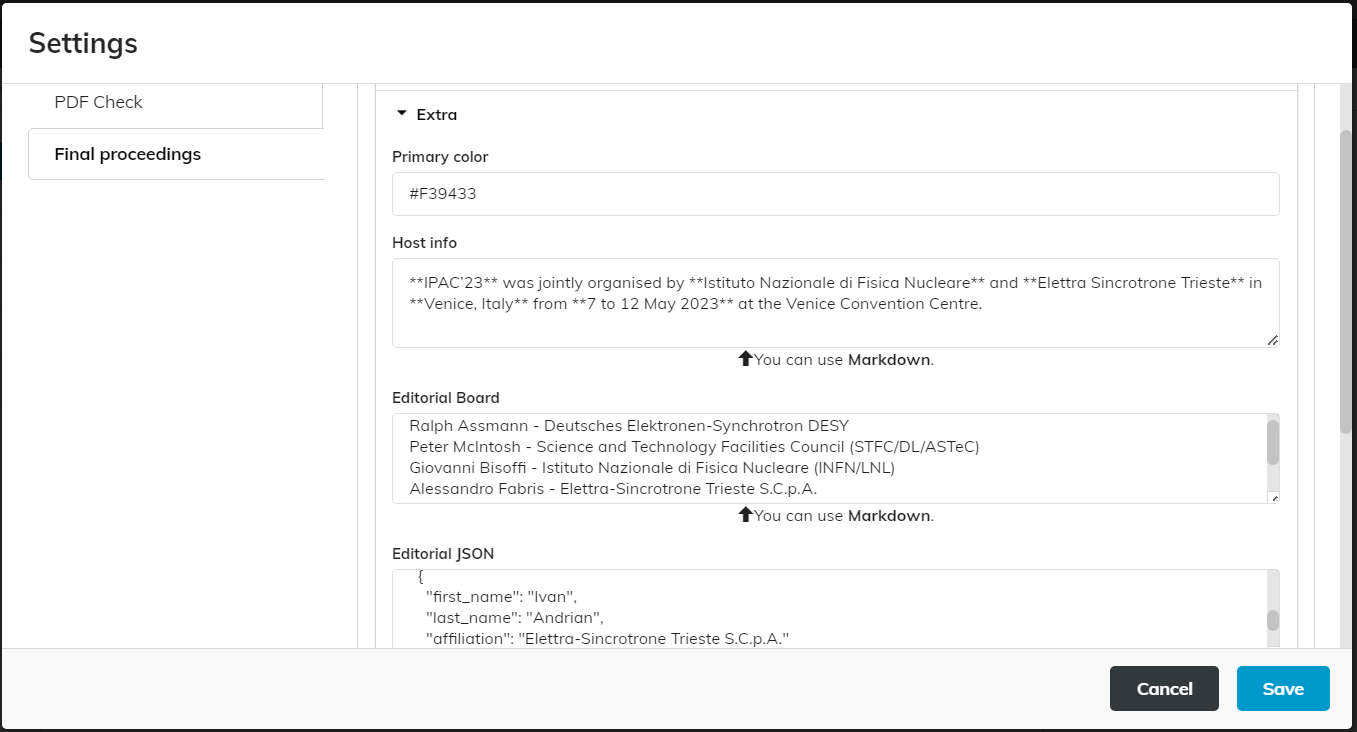 Settings
PDF Check
Final proceedings
Extra
Primary color
#F39433
Host info
**IPAC'23** was jointly organised by **Istituto Nazionale di Fisica Nucleare** and **Elettra Sincrotrone Trieste** in
**Venice, Italy** from **7 to 12 May 2023** at the Venice Convention Centre.
You can use Markdown.
Editorial Board
Ralph Assmann - Deutsches Elektronen-Synchrotron DESY
Peter McIntosh - Science and Technology Facilities Council (STFC/DL/ASTeC)
Giovanni Bisoffi - Istituto Nazionale di Fisica Nucleare (INFN/LNL)
Alessandro Fabris - Elettra-Sincrotrone Trieste S.C.p.A.
You can use Markdown.
Editorial JSON
{
"first_name": "Ivan",
"last_name": "Andrian",
"affiliation": "Elettra-Sincrotrone Trieste S.C.p.A."
Cancel
Save